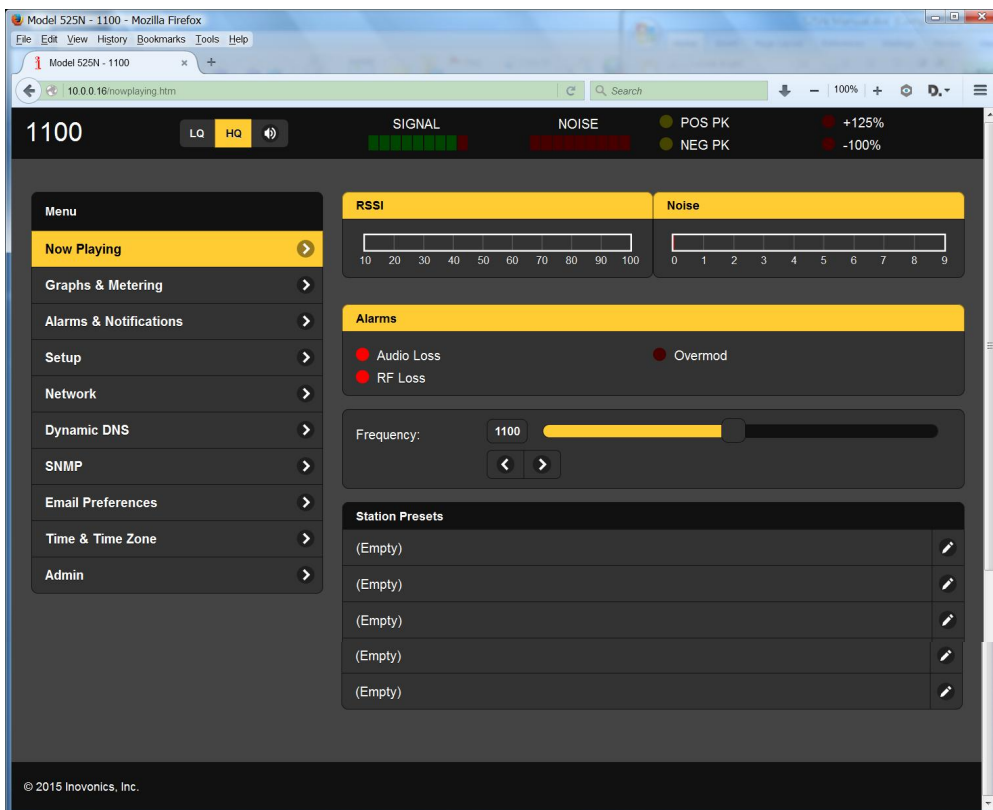 Model 525N - 1100 - Mozilla Firefox
File Edit View History Bookmarks Tools Help
Model 525N - 1100
10.0.0.16/nowplaying.htm
Search
100%
D.
1100
LQ HQ
SIGNAL
NOISE
POS PK
NEG PK
+125%
-100%
Menu
Now Playing
Graphs & Metering
Alarms & Notifications
Setup
Network
Dynamic DNS
SNMP
Email Preferences
Time & Time Zone
Admin
RSSI
10 20 30 40 50 60 70 80 90 100
Noise
0 1 2 3 4 5 6 7 8 9
Alarms
Audio Loss
Overmod
RF Loss
Frequency:
1100
Station Presets
(Empty)
(Empty)
(Empty)
(Empty)
(Empty)
© 2015 Inovonics, Inc.